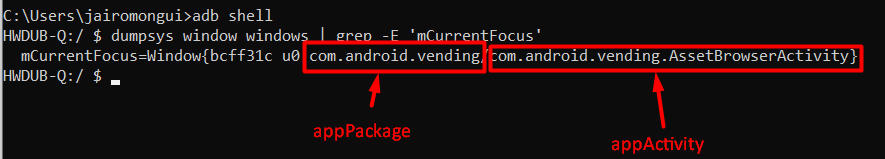 C:\Users\jairomongui>adb shell
HWDUB-Q:/ $ dumpsys window windows | grep -E 'mCurrentFocus'
mCurrentFocus=Window{bcff31c u0 com.android.vending/com.android.vending.AssetBrowserActivity}
HWDUB-Q:/ $
appPackage
appActivity